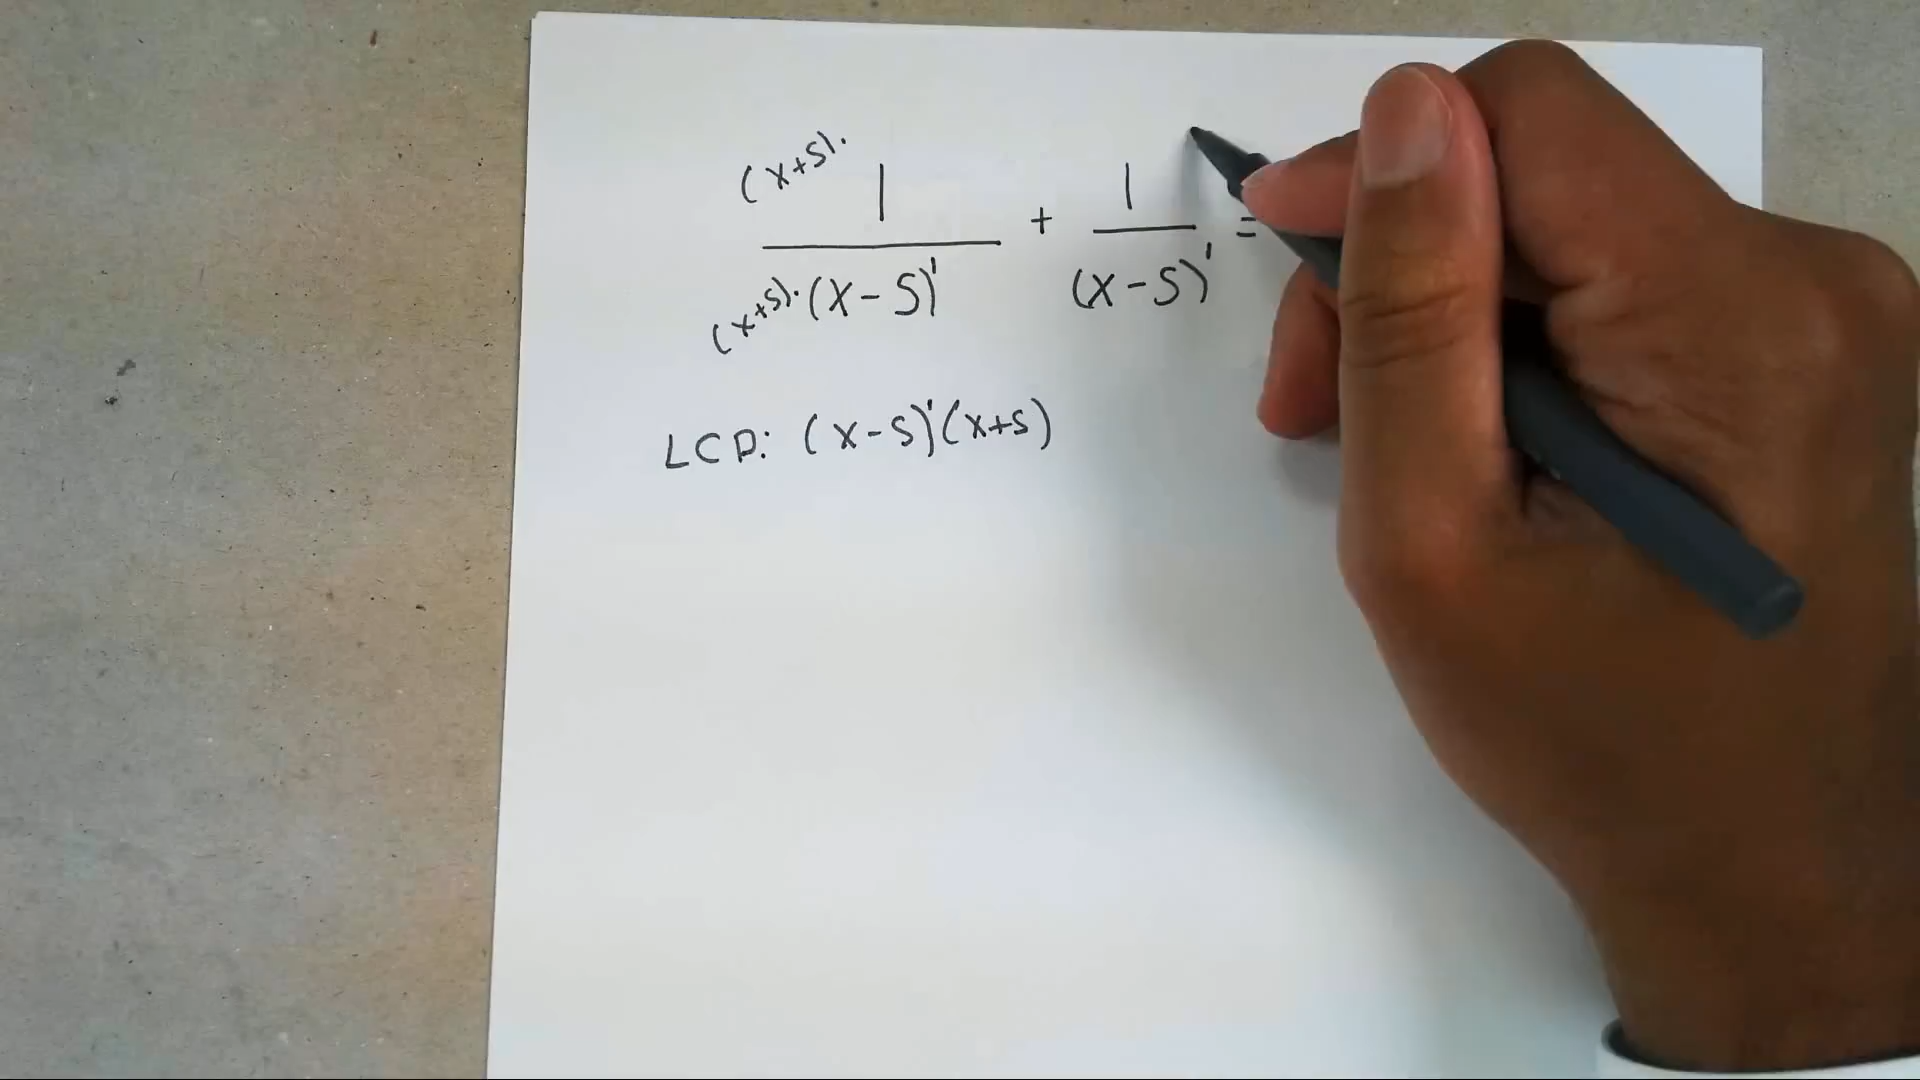 (x+5)· 1 + 1 =
(x+5)·(x-5)' (x-5)'
LCD: (x-5)'(x+5)